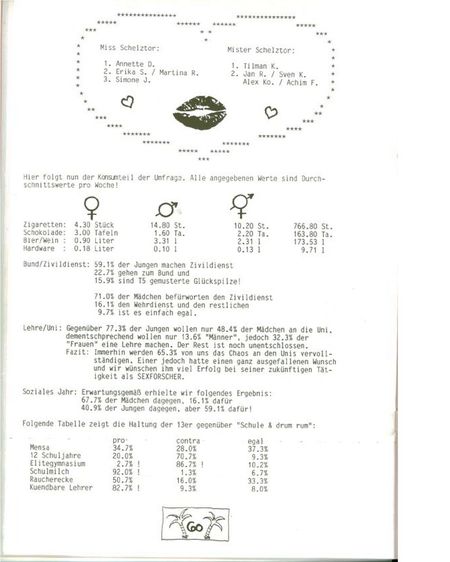 Miss Schelztor:
1. Annette D.
2. Erika S. / Martina R.
3. Simone J.
Mister Schelztor:
1. Tilman K.
2. Jan R. / Sven K.
Alex Ko. / Achim F.
Hier folgt nun der Konsumteil der Umfrage. Alle angegebenen Werte sind Durch-
schnittswerte pro Woche!
♀ ♂ ⚥
Zigaretten: 4.30 Stück 14.80 St. 10.20 St. 766.80 St.
Schokolade: 3.00 Tafeln 1.60 Ta. 2.20 Ta. 163.80 Ta.
Bier/Wein : 0.90 Liter 3.31 l 2.31 l 173.53 l
Hardware : 0.18 Liter 0.10 l 0.13 l 9.71 l
Bund/Zivildienst: 59.1% der Jungen machen Zivildienst
22.7% gehen zum Bund und
15.9% sind T5 gemusterte Glückspilze!
71.0% der Mädchen befürworten den Zivildienst
16.1% den Wehrdienst und den restlichen
9.7% ist es einfach egal.
Lehre/Uni: Gegenüber 77.3% der Jungen wollen nur 48.4% der Mädchen an die Uni,
dementschprechend wollen nur 13.6% "Männer", jedoch 32.3% der
"Frauen" eine Lehre machen. Der Rest ist noch unentschlossen.
Fazit: Immerhin werden 65.3% von uns das Chaos an den Unis vervoll-
ständigen. Einer jedoch hatte einen ganz ausgefallenen Wunsch
und wir wünschen ihm viel Erfolg bei seiner zukünftigen Tät-
igkeit als SEXFORSCHER.
Soziales Jahr: Erwartungsgemäß erhielte wir folgendes Ergebnis:
67.7% der Mädchen dagegen, 16.1% dafür
40.9% der Jungen dagegen, aber 59.1% dafür!
Folgende Tabelle zeigt die Haltung der 13er gegenüber "Schule & drum rum":
pro contra egal
Mensa 34.7% 28.0% 37.3%
12 Schuljahre 20.0% 70.7% 9.3%
Elitegymnasium 2.7% ! 86.7% ! 10.2%
Schulmilch 92.0% ! 1.3% 6.7%
Raucherecke 50.7% 16.0% 33.3%
Kuendbare Lehrer 82.7% ! 9.3% 8.0%
60